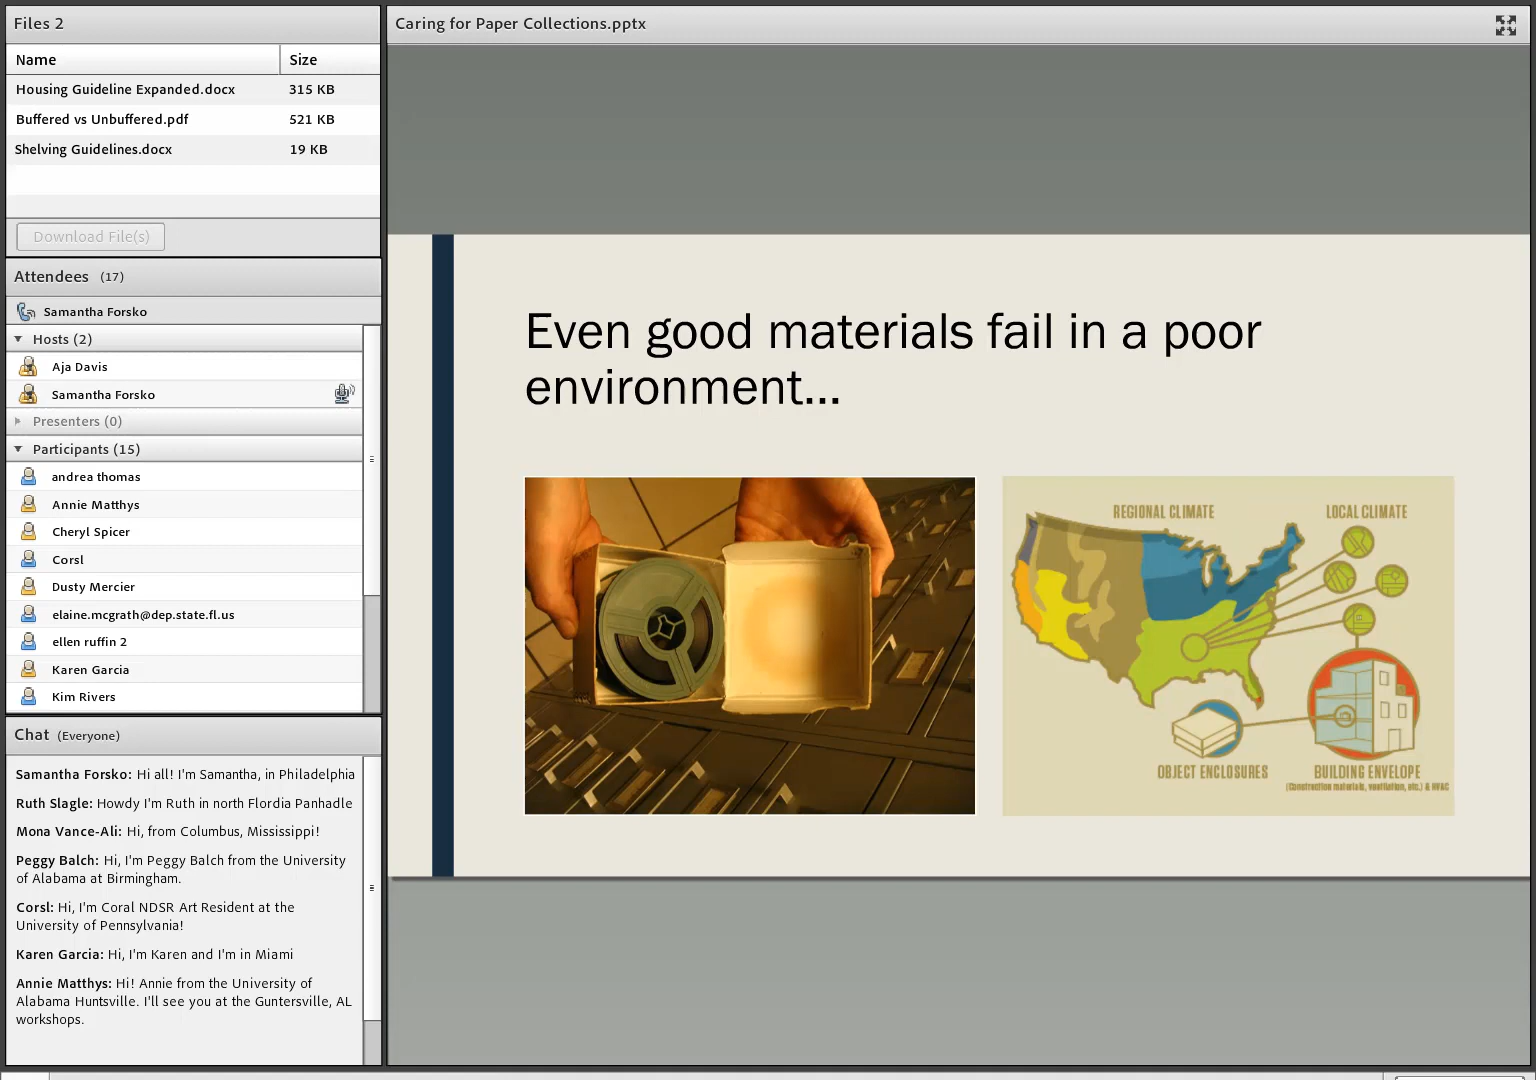 Files 2
Name Size
Housing Guideline Expanded.docx 315 KB
Buffered vs Unbuffered.pdf 521 KB
Shelving Guidelines.docx 19 KB
Download File(s)
Attendees (17)
Samantha Forsko
Hosts (2)
Aja Davis
Samantha Forsko
Presenters (0)
Participants (15)
andrea thomas
Annie Matthys
Cheryl Spicer
Corsl
Dusty Mercier
elaine.mcgrath@dep.state.fl.us
ellen ruffin 2
Karen Garcia
Kim Rivers
Chat (Everyone)
Samantha Forsko: Hi all! I'm Samantha, in Philadelphia
Ruth Slagle: Howdy I'm Ruth in north Flordia Panhadle
Mona Vance-Ali: Hi, from Columbus, Mississippi!
Peggy Balch: Hi, I'm Peggy Balch from the University
of Alabama at Birmingham.
Corsl: Hi, I'm Coral NDSR Art Resident at the
University of Pennsylvania!
Karen Garcia: Hi, I'm Karen and I'm in Miami
Annie Matthys: Hi! Annie from the University of
Alabama Huntsville. I'll see you at the Guntersville, AL
workshops.
Caring for Paper Collections.pptx
Even good materials fail in a poor
environment...
REGIONAL CLIMATE LOCAL CLIMATE
OBJECT ENCLOSURES BUILDING ENVELOPE
(Construction materials, ventilation, etc.) & HVAC